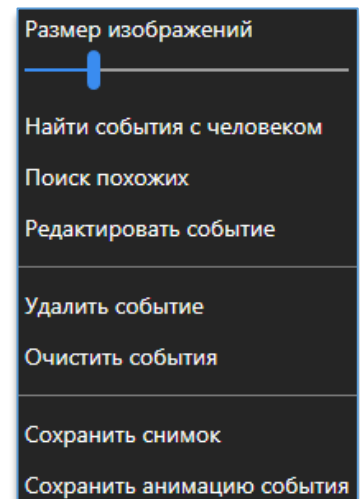 Размер изображений
Найти события с человеком
Поиск похожих
Редактировать событие
Удалить событие
Очистить события
Сохранить снимок
Сохранить анимацию события